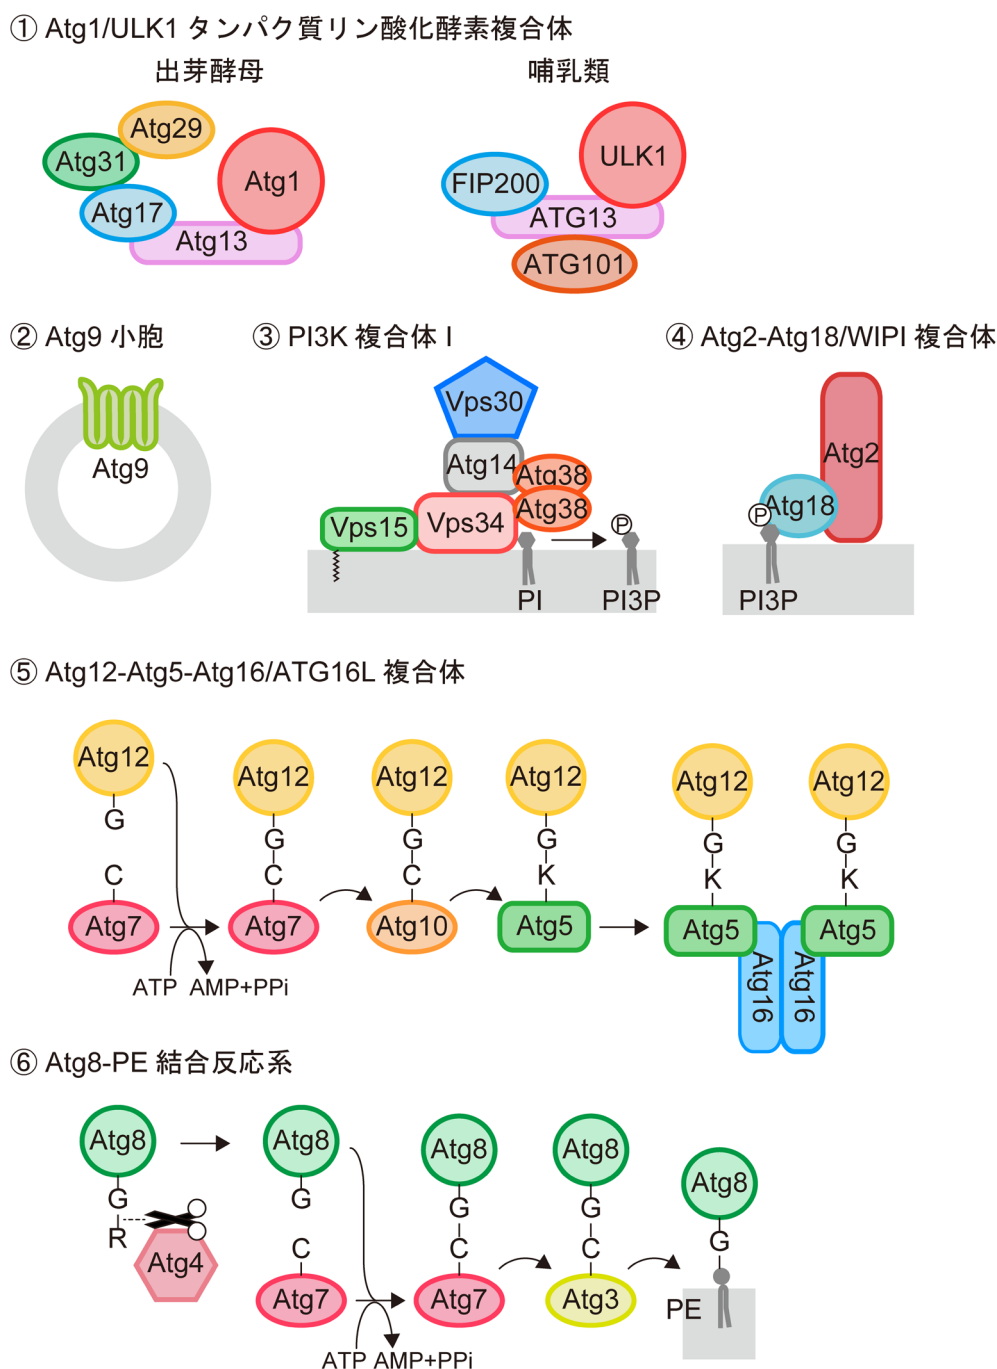 ① Atg1/ULK1 タンパク質リン酸化酵素複合体
出芽酵母
哺乳類
Atg29
Atg31
Atg17
Atg1
Atg13
ULK1
FIP200
ATG13
ATG101
② Atg9 小胞
③ PI3K 複合体 I
④ Atg2-Atg18/WIPI 複合体
Atg9
Vps30
Atg14
Atg38
Atg38
Vps15
Vps34
P
PI
PI3P
Atg2
Atg18
P
PI3P
⑤ Atg12-Atg5-Atg16/ATG16L 複合体
Atg12
Atg12
Atg12
Atg12
Atg12
Atg12
G
G
G
G
G
G
C
C
C
K
K
K
Atg7
Atg7
Atg10
Atg5
Atg5
Atg5
Atg16
Atg16
ATP
AMP+PPi
⑥ Atg8-PE 結合反応系
Atg8
Atg8
Atg8
Atg8
Atg8
G
G
G
G
G
R
C
C
C
Atg4
Atg7
Atg7
Atg3
PE
ATP
AMP+PPi